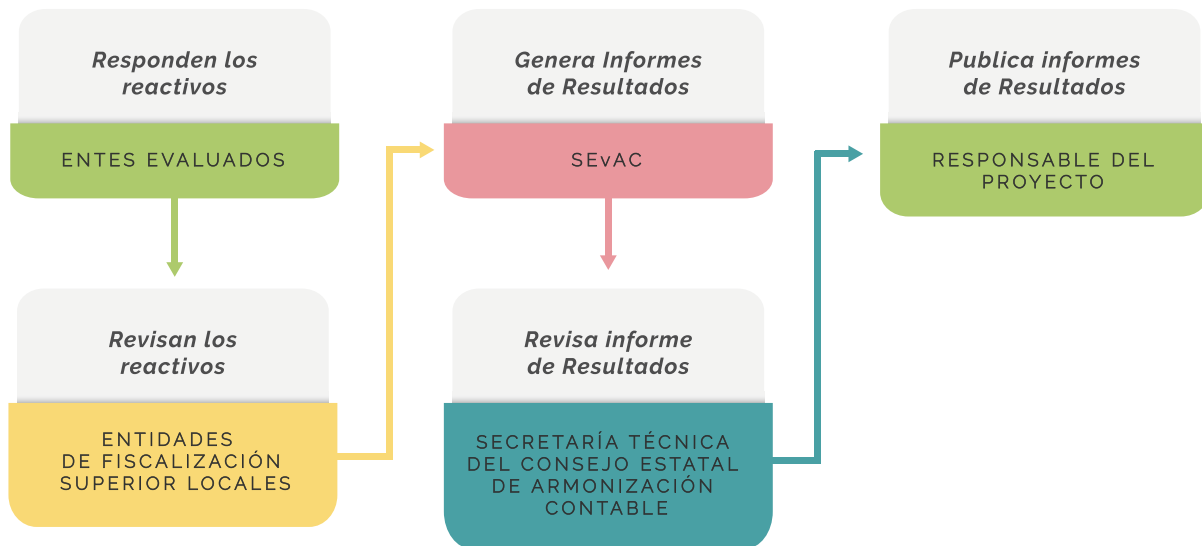 Responden los
reactivos
ENTES EVALUADOS
Revisan los
reactivos
ENTIDADES
DE FISCALIZACIÓN
SUPERIOR LOCALES
Genera Informes
de Resultados
SEvAC
Revisa informe
de Resultados
SECRETARÍA TÉCNICA
DEL CONSEJO ESTATAL
DE ARMONIZACIÓN
CONTABLE
Publica informes
de Resultados
RESPONSABLE DEL
PROYECTO